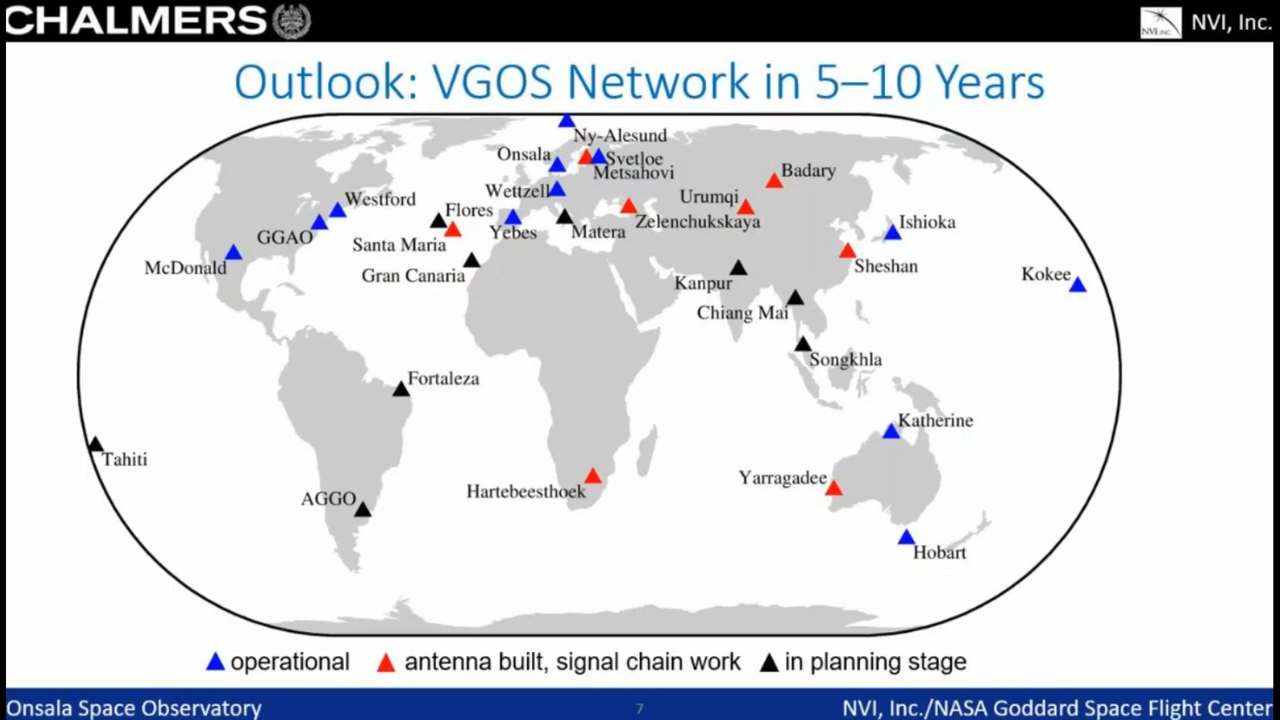 CHALMERS
NVI, Inc.
NVI, Inc.
Outlook: VGOS Network in 5–10 Years
Ny-Alesund
Onsala
Svetloe
Metsahovi
Wettzell
Badary
Urumqi
Zelenchukskaya
Westford
Flores
GGAO
Santa Maria
Yebes
Matera
Ishioka
McDonald
Gran Canaria
Sheshan
Kokee
Kanpur
Chiang Mai
Songkhla
Fortaleza
Katherine
Tahiti
Yarragadee
Hartebeesthoek
AGGO
Hobart
operational
antenna built, signal chain work
in planning stage
Onsala Space Observatory
7
NVI, Inc./NASA Goddard Space Flight Center